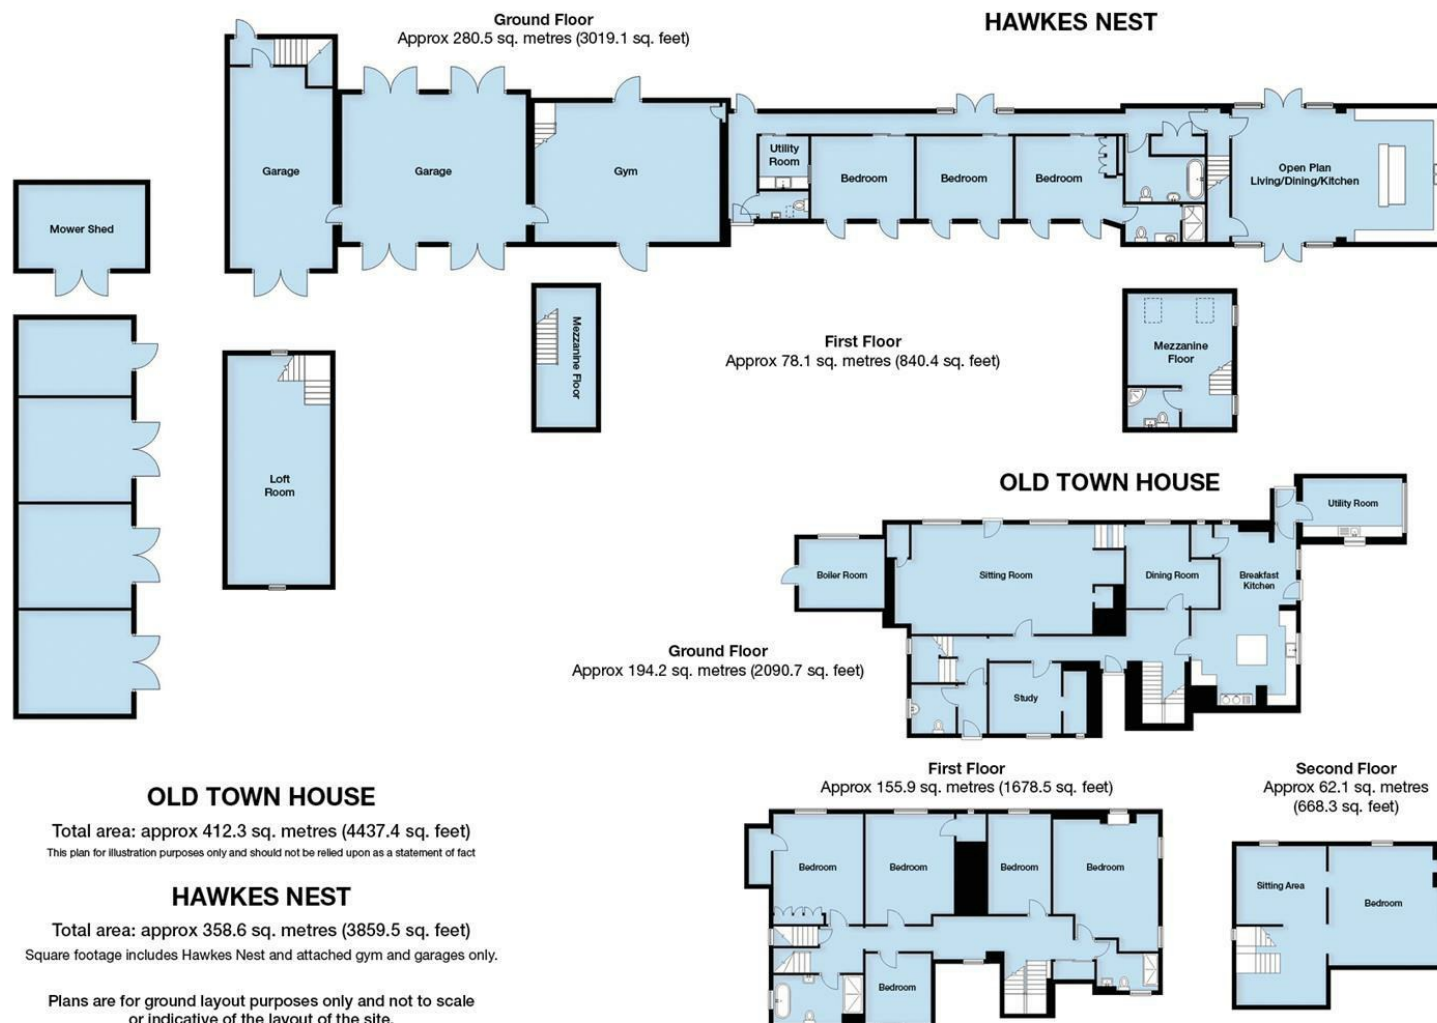 Ground Floor
Approx 280.5 sq. metres (3019.1 sq. feet)
HAWKES NEST
Garage
Garage
Gym
Utility
Room
Bedroom
Bedroom
Bedroom
Open Plan
Living/Dining/Kitchen
Mower Shed
Mezzanine Floor
First Floor
Approx 78.1 sq. metres (840.4 sq. feet)
Mezzanine
Floor
Loft
Room
OLD TOWN HOUSE
Utility Room
Boiler Room
Sitting Room
Dining Room
Breakfast
Kitchen
Ground Floor
Approx 194.2 sq. metres (2090.7 sq. feet)
Study
First Floor
Approx 155.9 sq. metres (1678.5 sq. feet)
Second Floor
Approx 62.1 sq. metres
(668.3 sq. feet)
Bedroom
Bedroom
Bedroom
Bedroom
Bedroom
Sitting Area
Bedroom
OLD TOWN HOUSE
Total area: approx 412.3 sq. metres (4437.4 sq. feet)
This plan for illustration purposes only and should not be relied upon as a statement of fact
HAWKES NEST
Total area: approx 358.6 sq. metres (3859.5 sq. feet)
Square footage includes Hawkes Nest and attached gym and garages only.
Plans are for ground layout purposes only and not to scale
or indicative of the layout of the site.